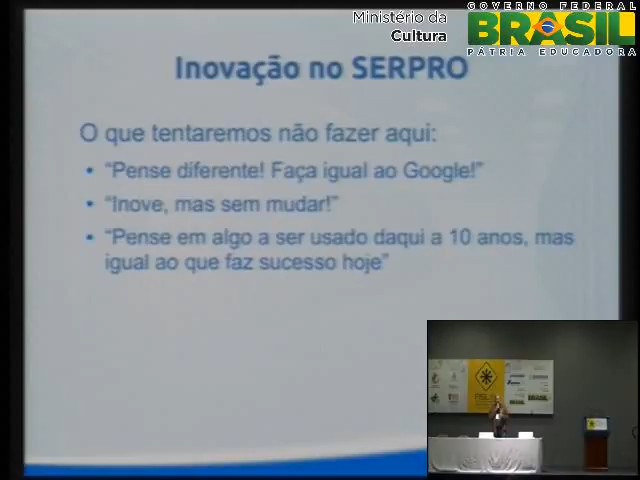 Ministério da
Cultura
GOVERNO FEDERAL
BRASIL
PÁTRIA EDUCADORA
Inovação no SERPRO
O que tentaremos não fazer aqui:
• “Pense diferente! Faça igual ao Google!”
• “Inove, mas sem mudar!”
• “Pense em algo a ser usado daqui a 10 anos, mas
igual ao que faz sucesso hoje”